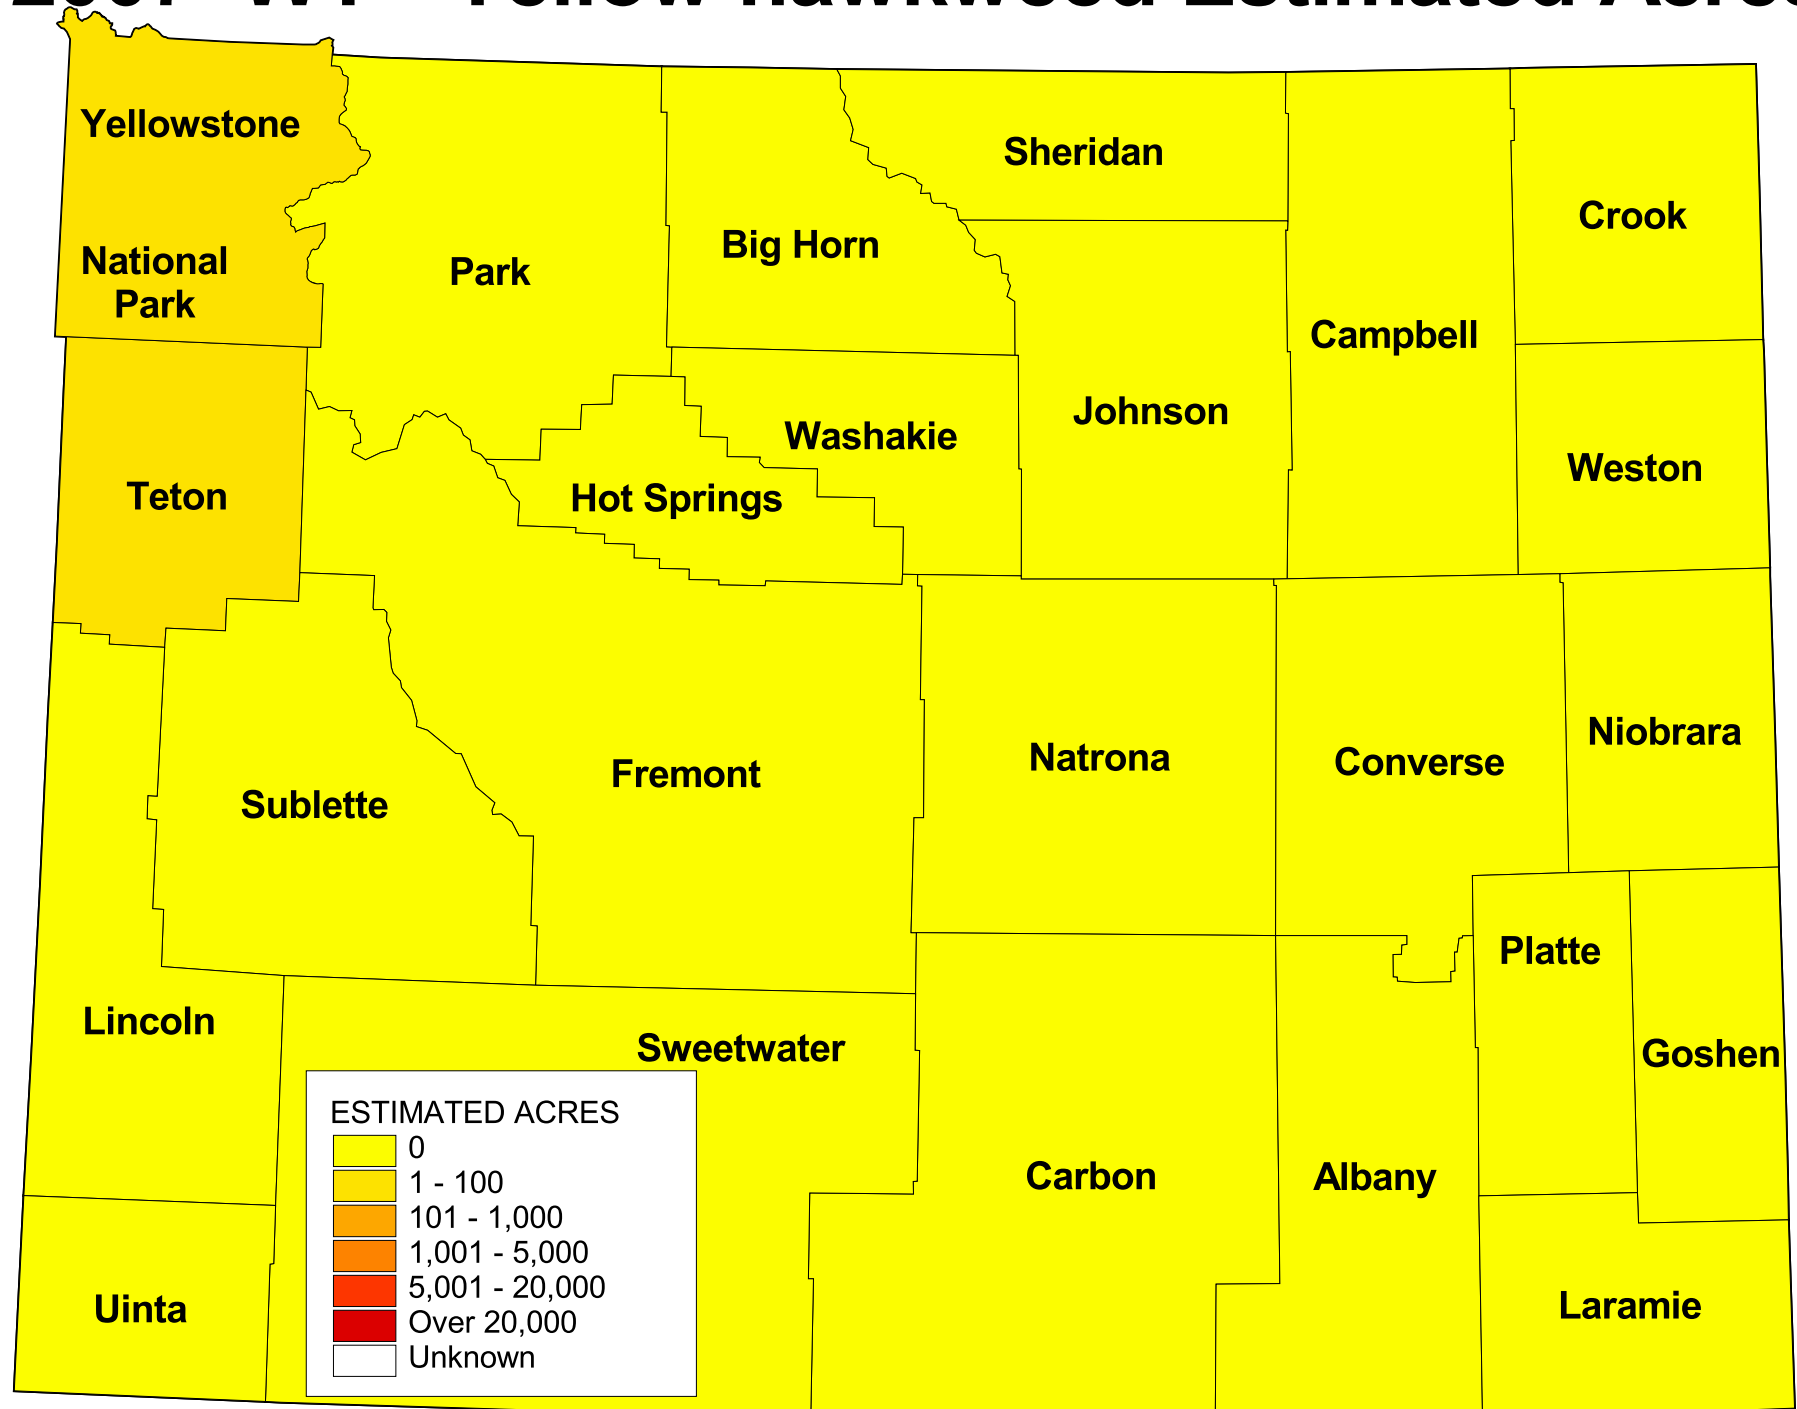 Yellowstone
National
Park
Park
Big Horn
Sheridan
Crook
Campbell
Johnson
Washakie
Weston
Teton
Hot Springs
Sublette
Fremont
Natrona
Converse
Niobrara
Platte
Lincoln
Sweetwater
Goshen
Carbon
Albany
Uinta
Laramie
ESTIMATED ACRES
0
1 - 100
101 - 1,000
1,001 - 5,000
5,001 - 20,000
Over 20,000
Unknown